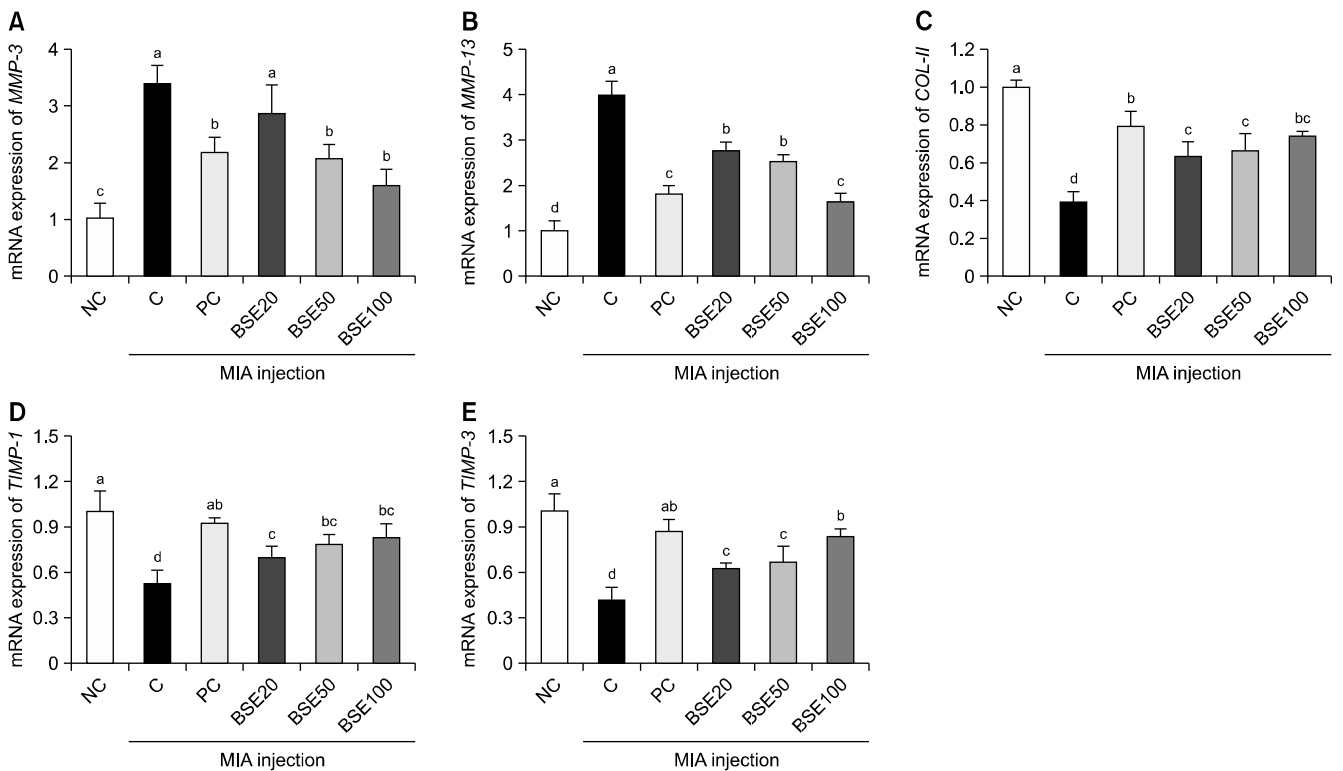 A
mRNA expression of MMP-3
4
3
2
1
0
c
a
b
a
b
b
NC
C
PC
BSE20
BSE50
BSE100
MIA injection
B
mRNA expression of MMP-13
5
4
3
2
1
0
d
a
c
b
b
c
NC
C
PC
BSE20
BSE50
BSE100
MIA injection
C
mRNA expression of COL-II
1.2
1.0
0.8
0.6
0.4
0.2
0
a
d
b
c
c
bc
NC
C
PC
BSE20
BSE50
BSE100
MIA injection
D
mRNA expression of TIMP-1
1.5
1.2
0.9
0.6
0.3
0
a
d
ab
c
bc
bc
NC
C
PC
BSE20
BSE50
BSE100
MIA injection
E
mRNA expression of TIMP-3
1.5
1.2
0.9
0.6
0.3
0
a
d
ab
c
c
b
NC
C
PC
BSE20
BSE50
BSE100
MIA injection